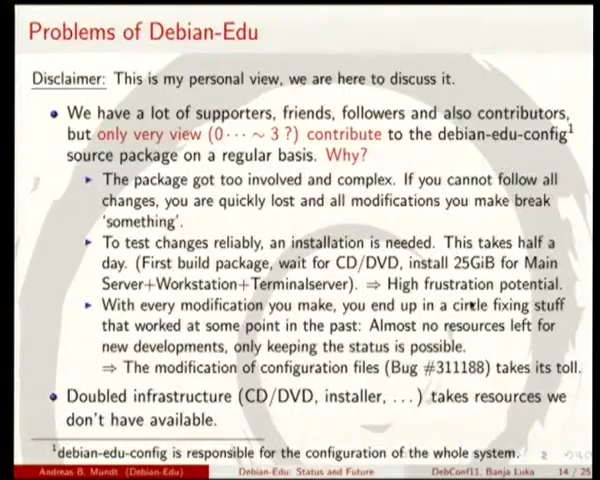 Problems of Debian-Edu
Disclaimer: This is my personal view, we are here to discuss it.
• We have a lot of supporters, friends, followers and also contributors,
but only very view (0··· ∼ 3 ?) contribute to the debian-edu-config¹
source package on a regular basis. Why?
▶ The package got too involved and complex. If you cannot follow all
changes, you are quickly lost and all modifications you make break
'something'.
▶ To test changes reliably, an installation is needed. This takes half a
day. (First build package, wait for CD/DVD, install 25GiB for Main
Server+Workstation+Terminalserver). ⇒ High frustration potential.
▶ With every modification you make, you end up in a circle fixing stuff
that worked at some point in the past: Almost no resources left for
new developments, only keeping the status is possible.
⇒ The modification of configuration files (Bug #311188) takes its toll.
• Doubled infrastructure (CD/DVD, installer, ...) takes resources we
don't have available.
¹debian-edu-config is responsible for the configuration of the whole system.
Andreas B. Mundt (Debian-Edu) Debian-Edu: Status and Future DebConf11, Banja Luka 14 / 25